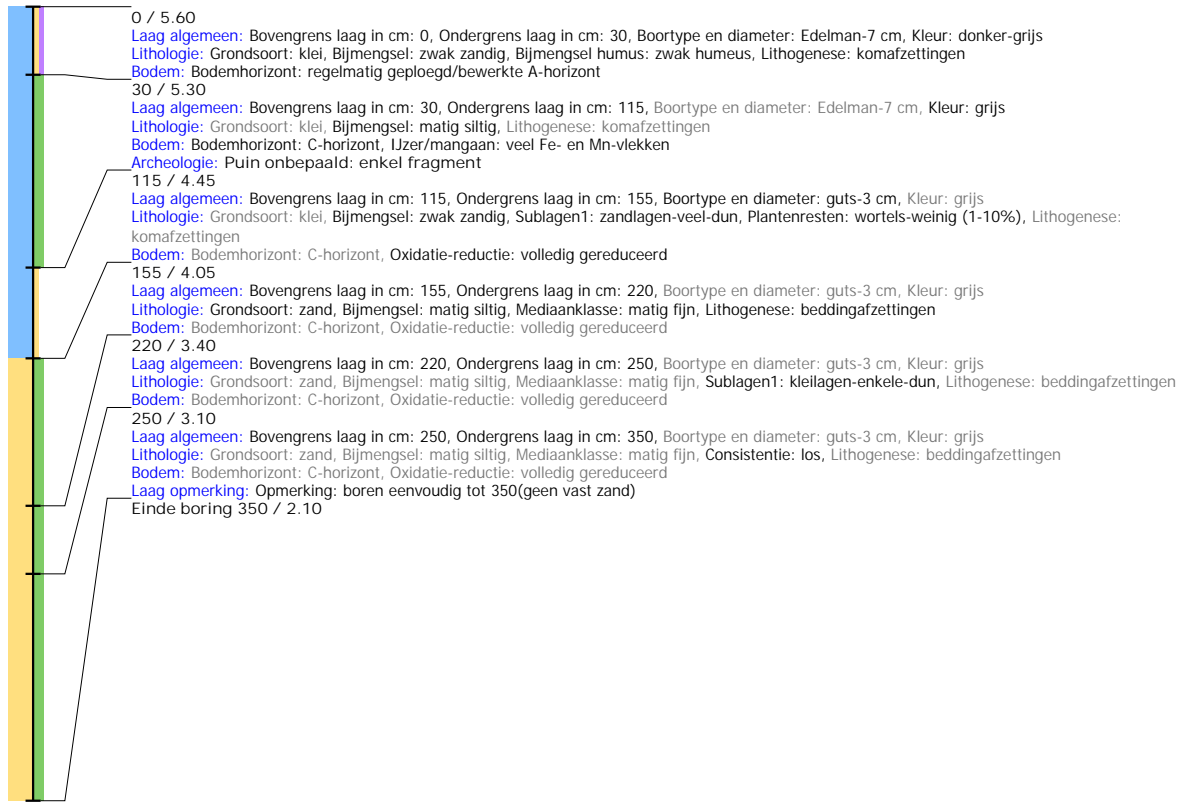 0 / 5.60
Laag algemeen: Bovengrens laag in cm: 0, Ondergrens laag in cm: 30, Boortype en diameter: Edelman-7 cm, Kleur: donker-grijs
Lithologie: Grondsoort: klei, Bijmengsel: zwak zandig, Bijmengsel humus: zwak humeus, Lithogenese: komafzettingen
Bodem: Bodemhorizont: regelmatig geploegd/bewerkte A-horizont
30 / 5.30
Laag algemeen: Bovengrens laag in cm: 30, Ondergrens laag in cm: 115, Boortype en diameter: Edelman-7 cm, Kleur: grijs
Lithologie: Grondsoort: klei, Bijmengsel: matig siltig, Lithogenese: komafzettingen
Bodem: Bodemhorizont: C-horizont, IJzer/mangaan: veel Fe- en Mn-vlekken
Archeologie: Puin onbepaald: enkel fragment
115 / 4.45
Laag algemeen: Bovengrens laag in cm: 115, Ondergrens laag in cm: 155, Boortype en diameter: guts-3 cm, Kleur: grijs
Lithologie: Grondsoort: klei, Bijmengsel: zwak zandig, Sublagen1: zandlagen-veel-dun, Plantenresten: wortels-weinig (1-10%), Lithogenese:
komafzettingen
Bodem: Bodemhorizont: C-horizont, Oxidatie-reductie: volledig gereduceerd
155 / 4.05
Laag algemeen: Bovengrens laag in cm: 155, Ondergrens laag in cm: 220, Boortype en diameter: guts-3 cm, Kleur: grijs
Lithologie: Grondsoort: zand, Bijmengsel: matig siltig, Mediaanklasse: matig fijn, Lithogenese: beddingafzettingen
Bodem: Bodemhorizont: C-horizont, Oxidatie-reductie: volledig gereduceerd
220 / 3.40
Laag algemeen: Bovengrens laag in cm: 220, Ondergrens laag in cm: 250, Boortype en diameter: guts-3 cm, Kleur: grijs
Lithologie: Grondsoort: zand, Bijmengsel: matig siltig, Mediaanklasse: matig fijn, Sublagen1: kleilagen-enkele-dun, Lithogenese: beddingafzettingen
Bodem: Bodemhorizont: C-horizont, Oxidatie-reductie: volledig gereduceerd
250 / 3.10
Laag algemeen: Bovengrens laag in cm: 250, Ondergrens laag in cm: 350, Boortype en diameter: guts-3 cm, Kleur: grijs
Lithologie: Grondsoort: zand, Bijmengsel: matig siltig, Mediaanklasse: matig fijn, Consistentie: los, Lithogenese: beddingafzettingen
Bodem: Bodemhorizont: C-horizont, Oxidatie-reductie: volledig gereduceerd
Laag opmerking: Opmerking: boren eenvoudig tot 350(geen vast zand)
Einde boring 350 / 2.10